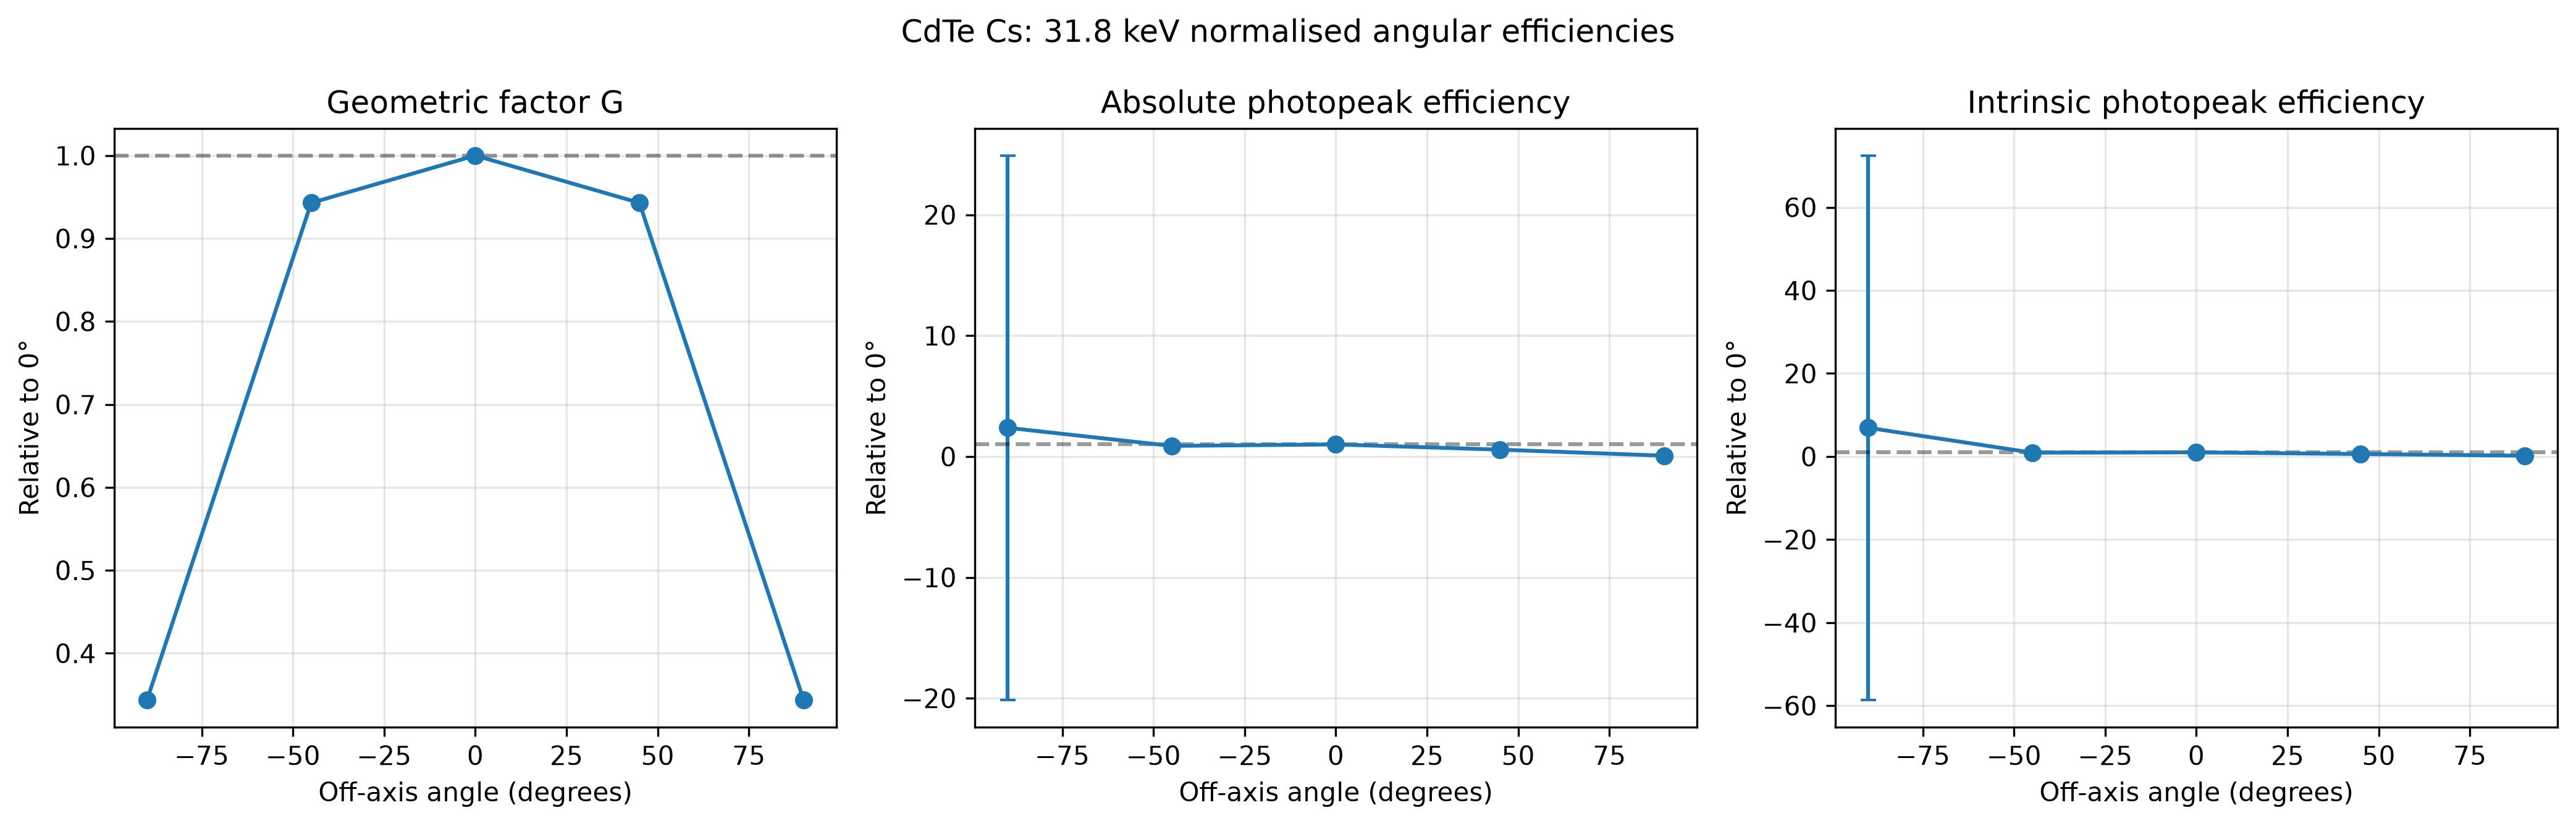 CdTe Cs: 31.8 keV normalised angular efficiencies
Geometric factor G
Relative to 0°
1.0
0.9
0.8
0.7
0.6
0.5
0.4
−75 −50 −25 0 25 50 75
Off-axis angle (degrees)
Absolute photopeak efficiency
Relative to 0°
20
10
0
−10
−20
−75 −50 −25 0 25 50 75
Off-axis angle (degrees)
Intrinsic photopeak efficiency
Relative to 0°
60
40
20
0
−20
−40
−60
−75 −50 −25 0 25 50 75
Off-axis angle (degrees)